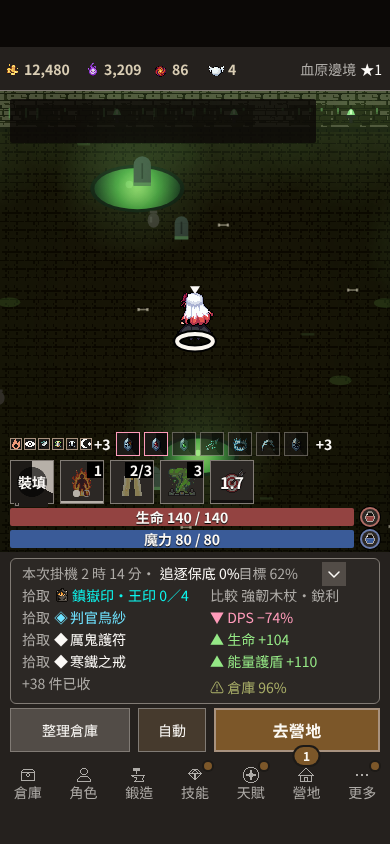 12,480 3,209 86 4 血原邊境 ★1
+3 +3
裝填 1 2/3 3 1.7
生命 140 / 140
魔力 80 / 80
本次掛機 2 時 14 分・ 追逐保底 0% 目標 62%
拾取 鎮嶽印・王印 0／4
拾取 ◈ 判官烏紗
拾取 ◆ 厲鬼護符
拾取 ◆ 寒鐵之戒
+38 件已收
比較 強韌木杖・銳利
▼ DPS −74%
▲ 生命 +104
▲ 能量護盾 +110
⚠ 倉庫 96%
整理倉庫 自動 去營地
1
倉庫 角色 鍛造 技能 天賦 營地 更多